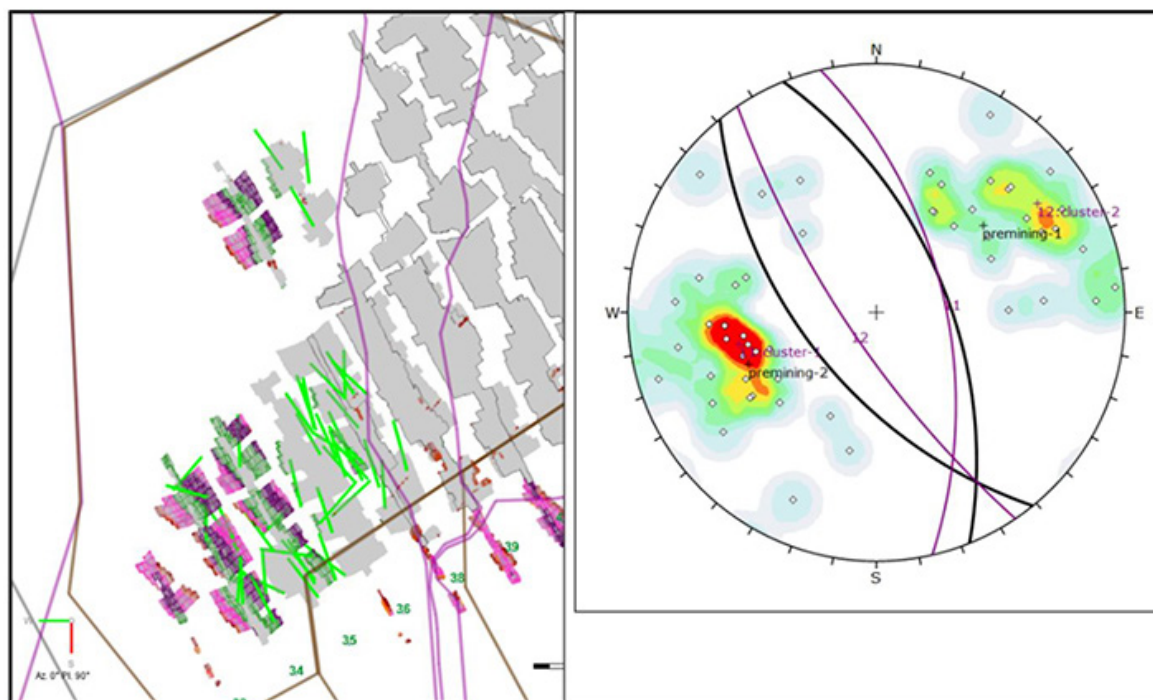 N
12:cluster-2
premining-1
W
E
11
12
cluster-1
premining-2
39
38
36
35
34
W
S
Az. 0° Pl. 90°
S